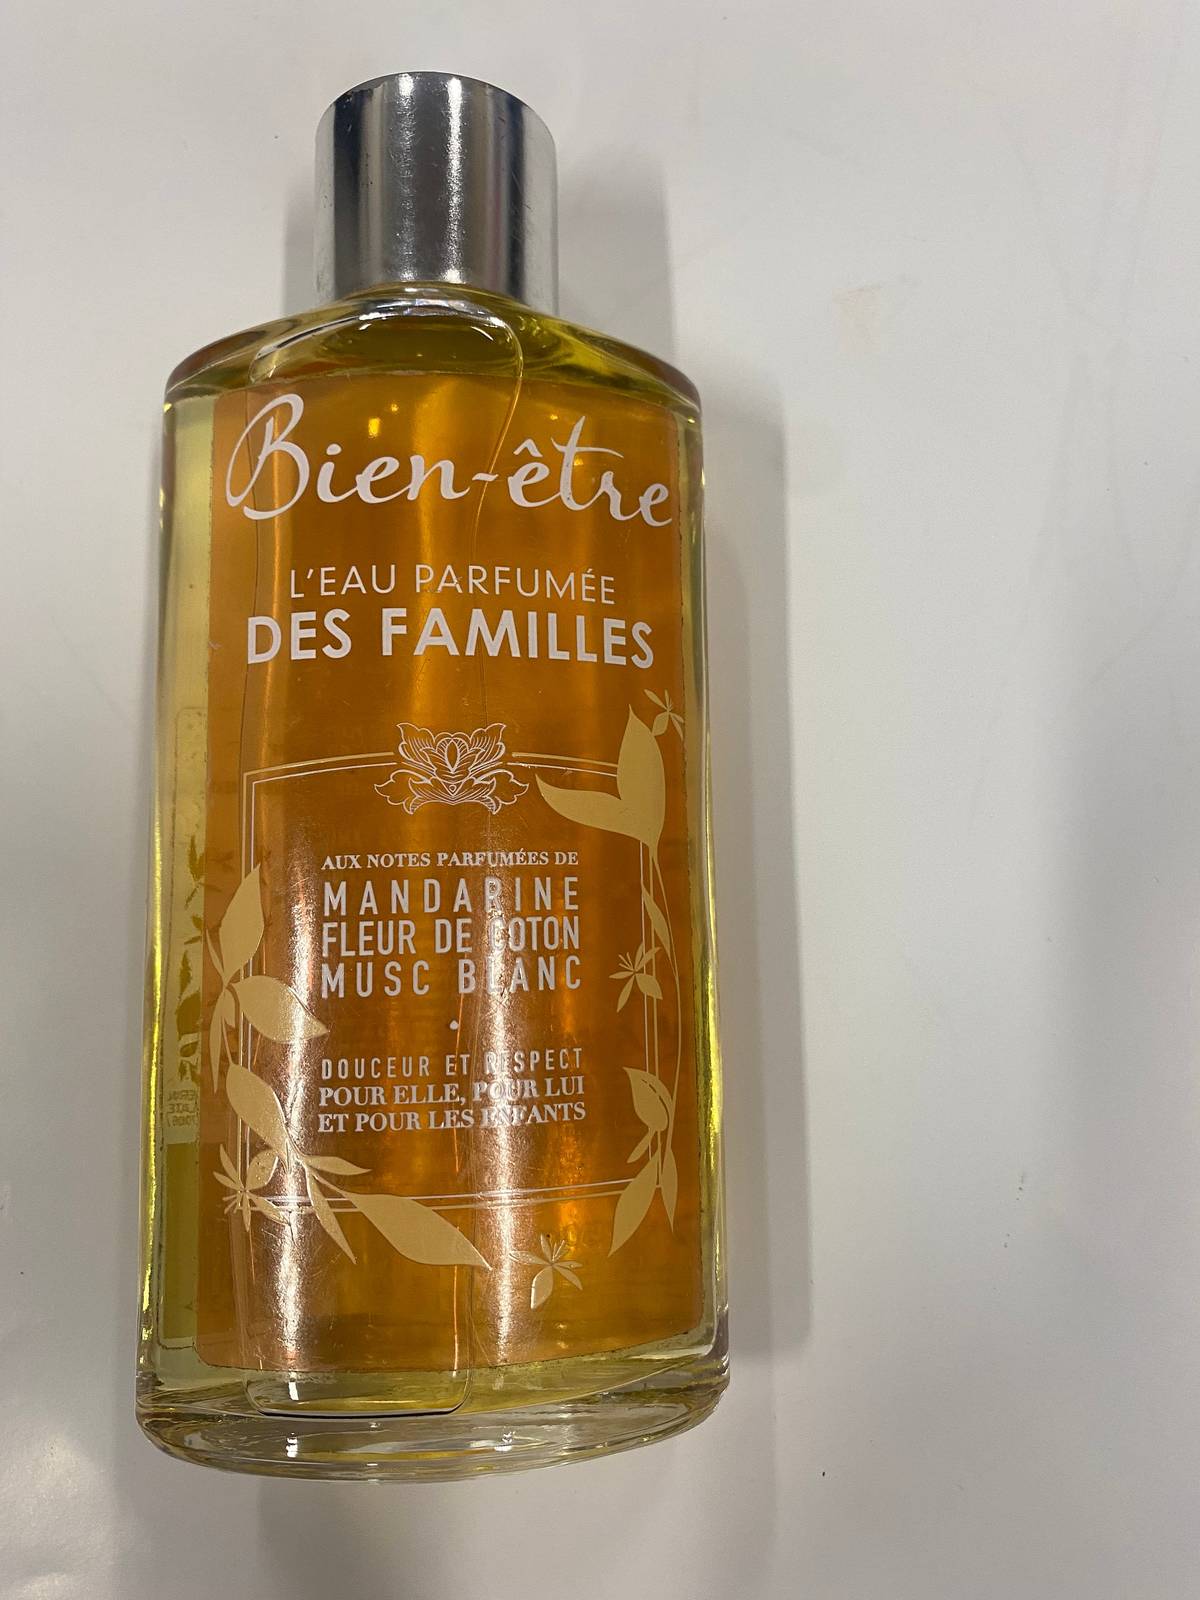 Bien-être
L'EAU PARFUMÉE
DES FAMILLES
AUX NOTES PARFUMÉES DE
MANDARINE
FLEUR DE COTON
MUSC BLANC
DOUCEUR ET RESPECT
POUR ELLE, POUR LUI
ET POUR LES ENFANTS